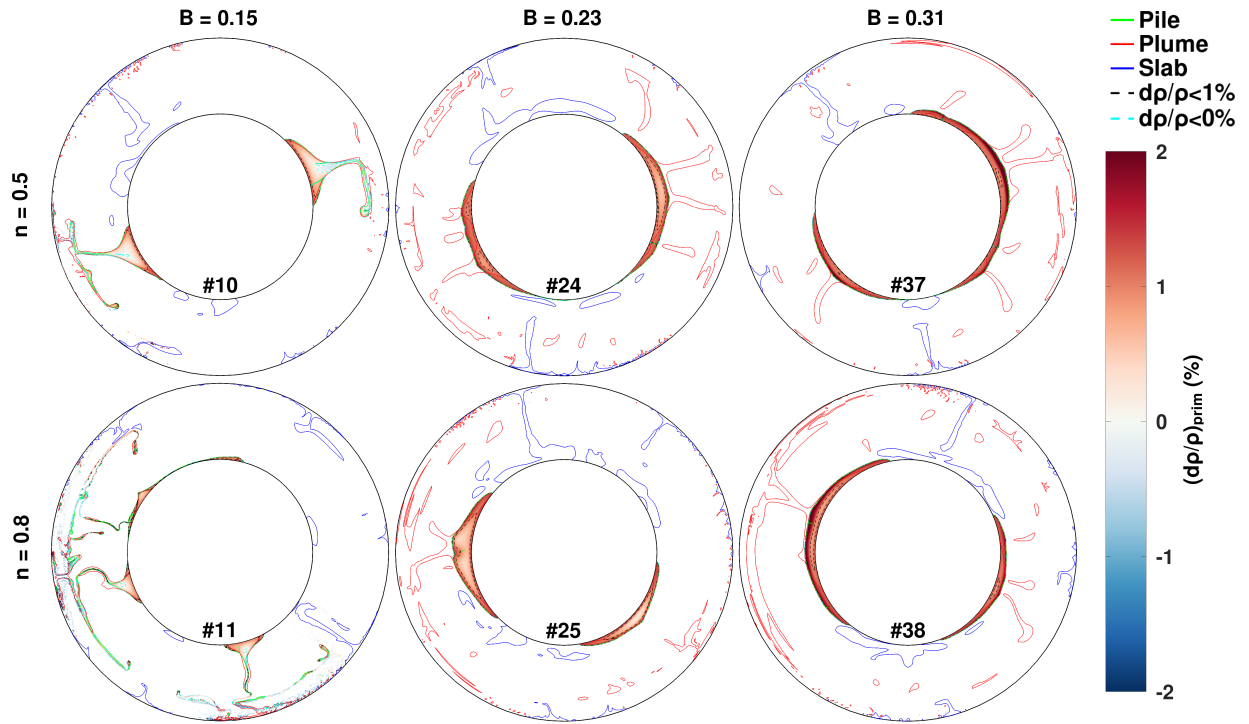 B = 0.15
B = 0.23
B = 0.31
Pile
Plume
Slab
dρ/ρ<1%
dρ/ρ<0%
n = 0.5
#10
#24
#37
n = 0.8
#11
#25
#38
2
1
0
-1
-2
(dρ/ρ)prim (%)